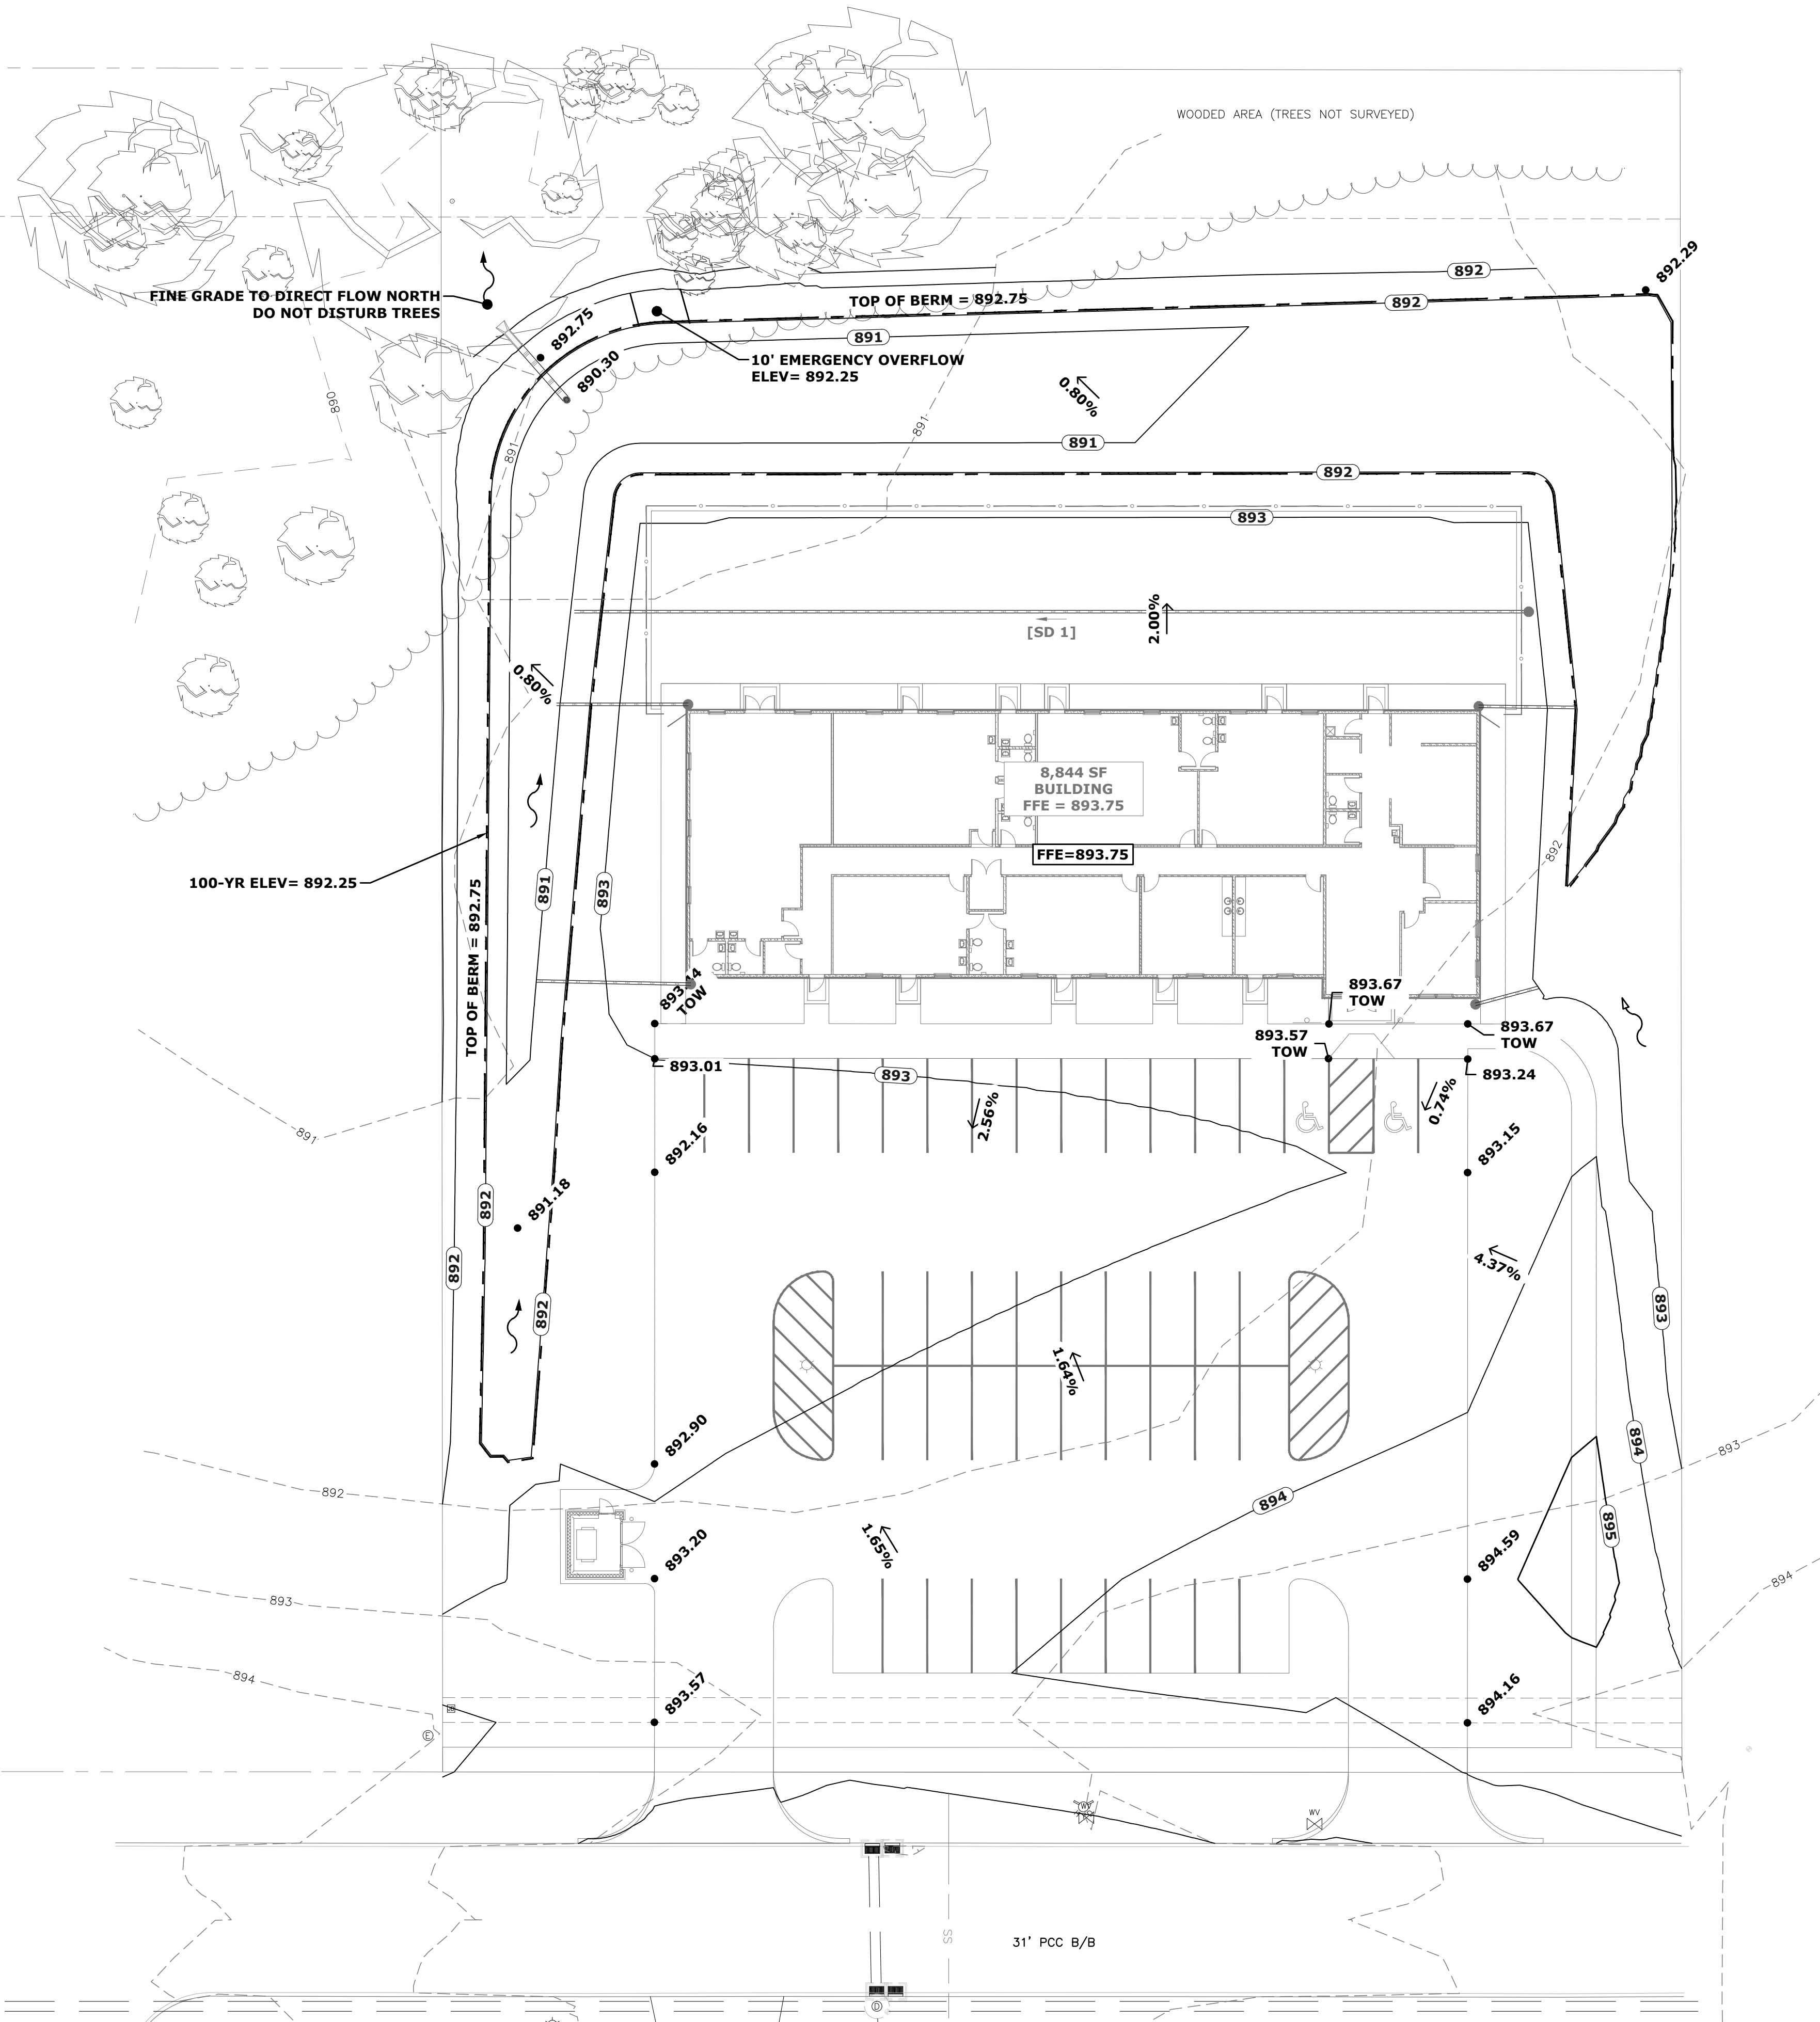 WOODED AREA (TREES NOT SURVEYED)
892.29
892
FINE GRADE TO DIRECT FLOW NORTH
DO NOT DISTURB TREES
TOP OF BERM = 892.75
892
892.75
891
10' EMERGENCY OVERFLOW
ELEV= 892.25
890.30
0.80%
890
891
891
891
892
893
2.00%
[SD 1]
0.80%
8,844 SF
BUILDING
FFE = 893.75
FFE=893.75
892
100-YR ELEV= 892.25
891
893
TOP OF BERM = 892.75
893.14
TOW
893.67
TOW
893.57
TOW
893.67
TOW
893.01
893
893.24
2.56%
0.74%
891
892.16
893.15
892
891.18
892
892
4.37%
893
1.64%
892.90
894
893
892
894
895
893.20
1.65%
894.59
894
893
894
893.57
894.16
E
WV
WV
SS
31' PCC B/B
D